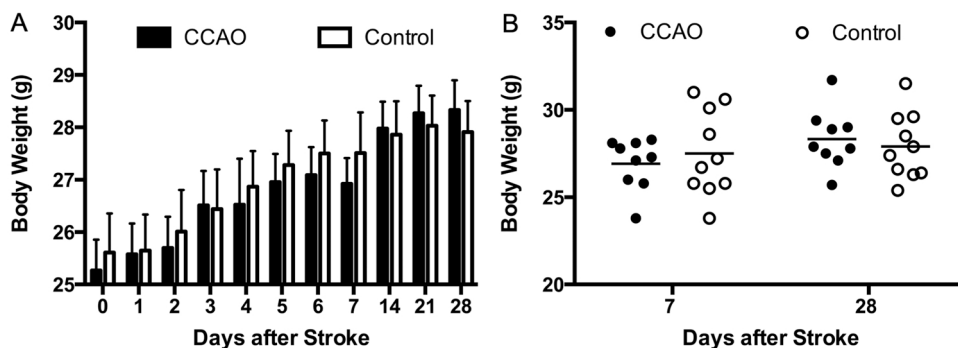 A
CCAO
Control
Body Weight (g)
30
29
28
27
26
25
0 1 2 3 4 5 6 7 14 21 28
Days after Stroke
B
CCAO
Control
Body Weight (g)
35
30
25
20
7 28
Days after Stroke